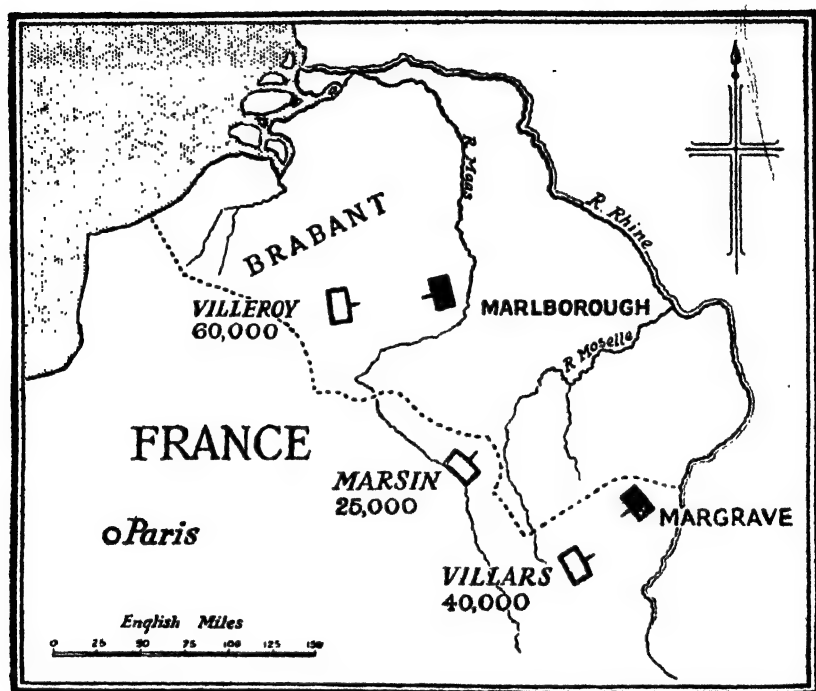 R. Maas
R. Rhine
BRABANT
VILLEROY
60,000
MARLBOROUGH
R Moselle
FRANCE
MARSIN
25,000
Paris
MARGRAVE
VILLARS
40,000
English Miles
0 25 50 75 100 125 150